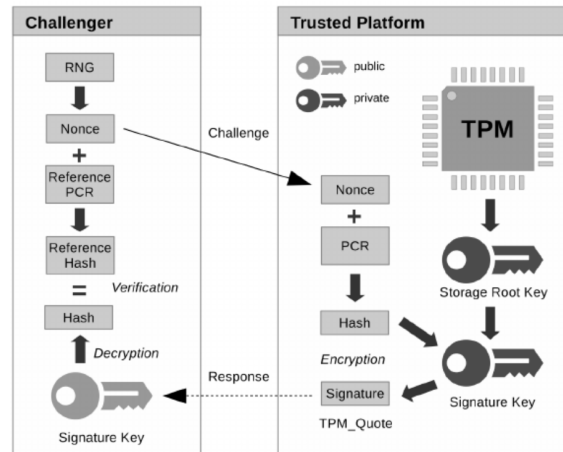 Challenger
RNG
Nonce
+
Reference
PCR
Reference
Hash
=
Verification
Hash
Decryption
Signature Key
Challenge
Response
Trusted Platform
public
private
TPM
Nonce
+
PCR
Hash
Encryption
Signature
TPM_Quote
Storage Root Key
Signature Key